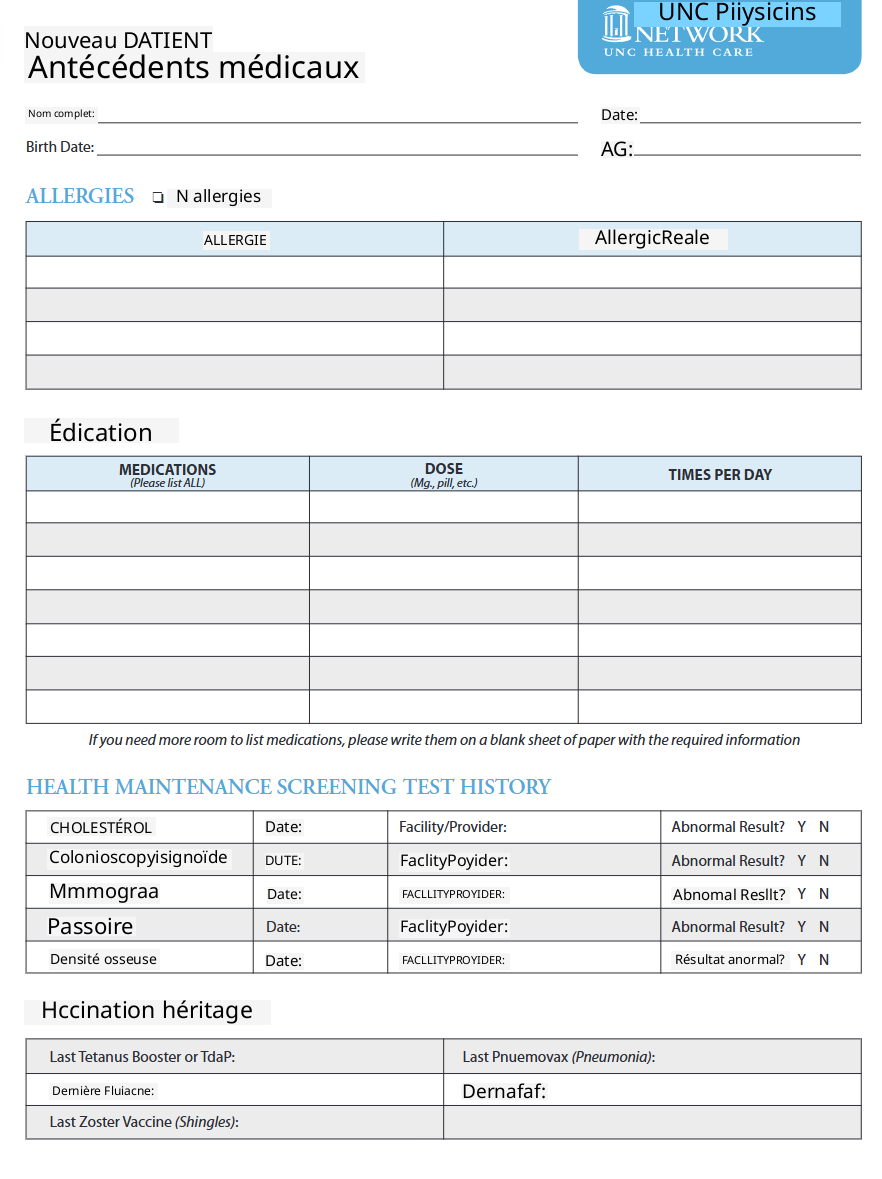 UNC Piiysicins
NETWORK
UNC HEALTH CARE
Nouveau DATIENT
Antécédents médicaux
Nom complet:
Date:
Birth Date:
AG:
ALLERGIES ❏ N allergies
ALLERGIE AllergicReale
Édication
MEDICATIONS (Please list ALL) DOSE (Mg., pill, etc.) TIMES PER DAY
If you need more room to list medications, please write them on a blank sheet of paper with the required information
HEALTH MAINTENANCE SCREENING TEST HISTORY
CHOLESTÉROL Date: Facility/Provider: Abnormal Result? Y N
Colonioscopyisignoïde DUTE: FaclityPoyider: Abnormal Result? Y N
Mmmograa Date: FACLLITYPROYIDER: Abnomal Resllt? Y N
Passoire Date: FaclityPoyider: Abnormal Result? Y N
Densité osseuse Date: FACLLITYPROYIDER: Résultat anormal? Y N
Hccination héritage
Last Tetanus Booster or TdaP: Last Pnuemovax (Pneumonia):
Dernière Fluiacne: Dernafaf:
Last Zoster Vaccine (Shingles):